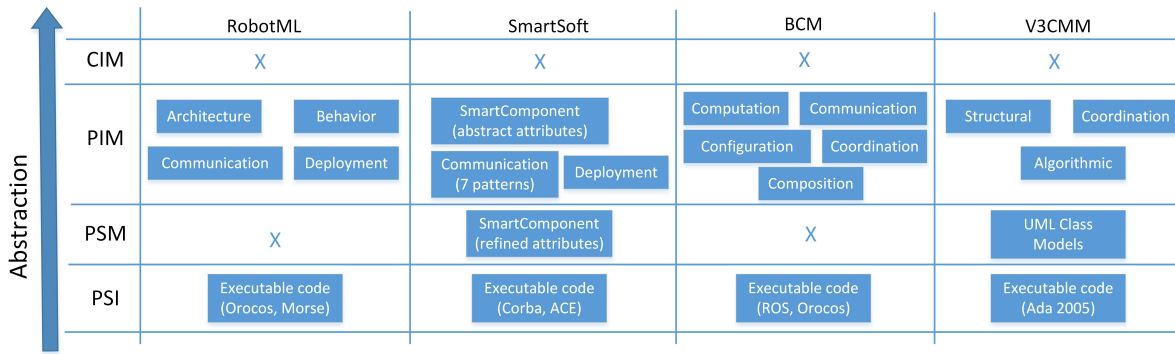 RobotML SmartSoft BCM V3CMM
CIM X X X X
Architecture Behavior SmartComponent (abstract attributes) Computation Communication Structural Coordination
PIM
Configuration Coordination
Communication Deployment Communication (7 patterns) Deployment Algorithmic
Composition
PSM X SmartComponent (refined attributes) X UML Class Models
PSI Executable code (Orocos, Morse) Executable code (Corba, ACE) Executable code (ROS, Orocos) Executable code (Ada 2005)
Abstraction